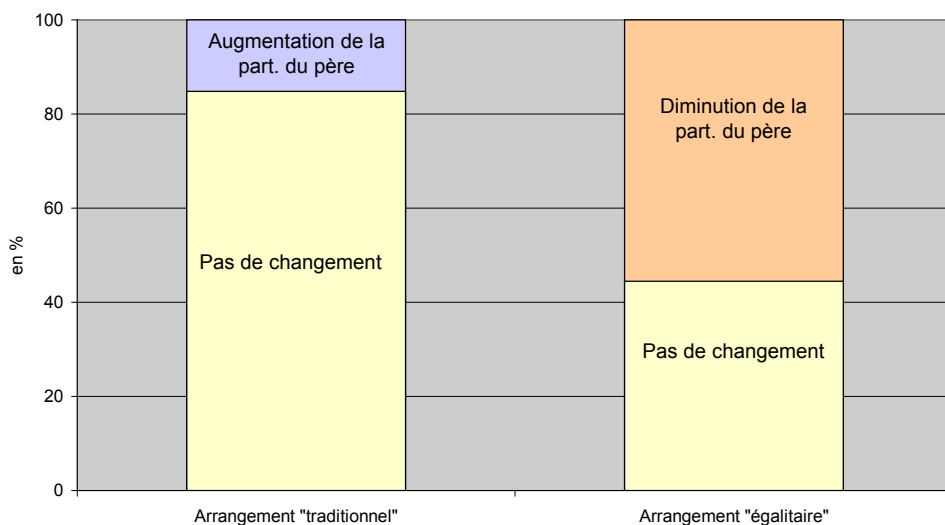 100
80
60
40
20
0
en %
Augmentation de la
part. du père
Pas de changement
Diminution de la
part. du père
Pas de changement
Arrangement "traditionnel"
Arrangement "égalitaire"